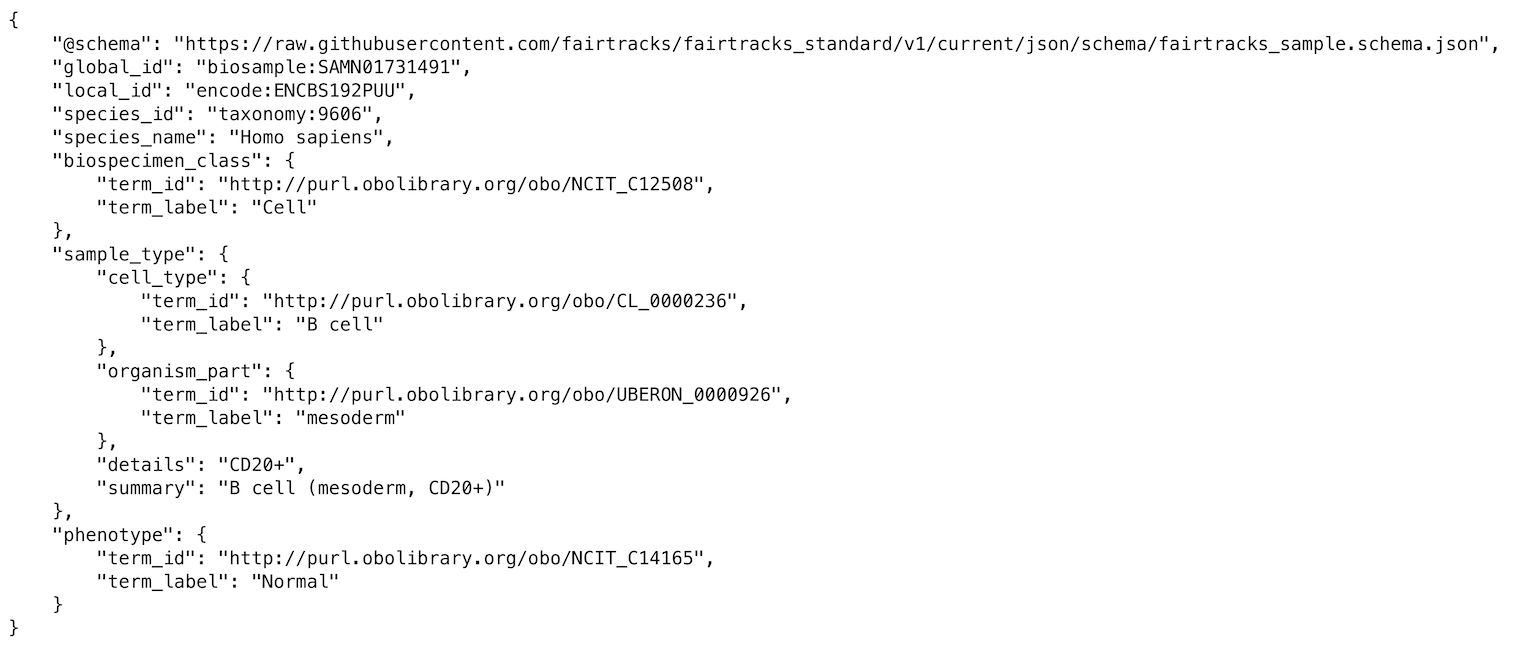 {
    "@schema": "https://raw.githubusercontent.com/fairtracks/fairtracks_standard/v1/current/json/schema/fairtracks_sample.schema.json",
    "global_id": "biosample:SAMN01731491",
    "local_id": "encode:ENCBS192PUU",
    "species_id": "taxonomy:9606",
    "species_name": "Homo sapiens",
    "biospecimen_class": {
        "term_id": "http://purl.obolibrary.org/obo/NCIT_C12508",
        "term_label": "Cell"
    },
    "sample_type": {
        "cell_type": {
            "term_id": "http://purl.obolibrary.org/obo/CL_0000236",
            "term_label": "B cell"
        },
        "organism_part": {
            "term_id": "http://purl.obolibrary.org/obo/UBERON_0000926",
            "term_label": "mesoderm"
        },
        "details": "CD20+",
        "summary": "B cell (mesoderm, CD20+)"
    },
    "phenotype": {
        "term_id": "http://purl.obolibrary.org/obo/NCIT_C14165",
        "term_label": "Normal"
    }
}